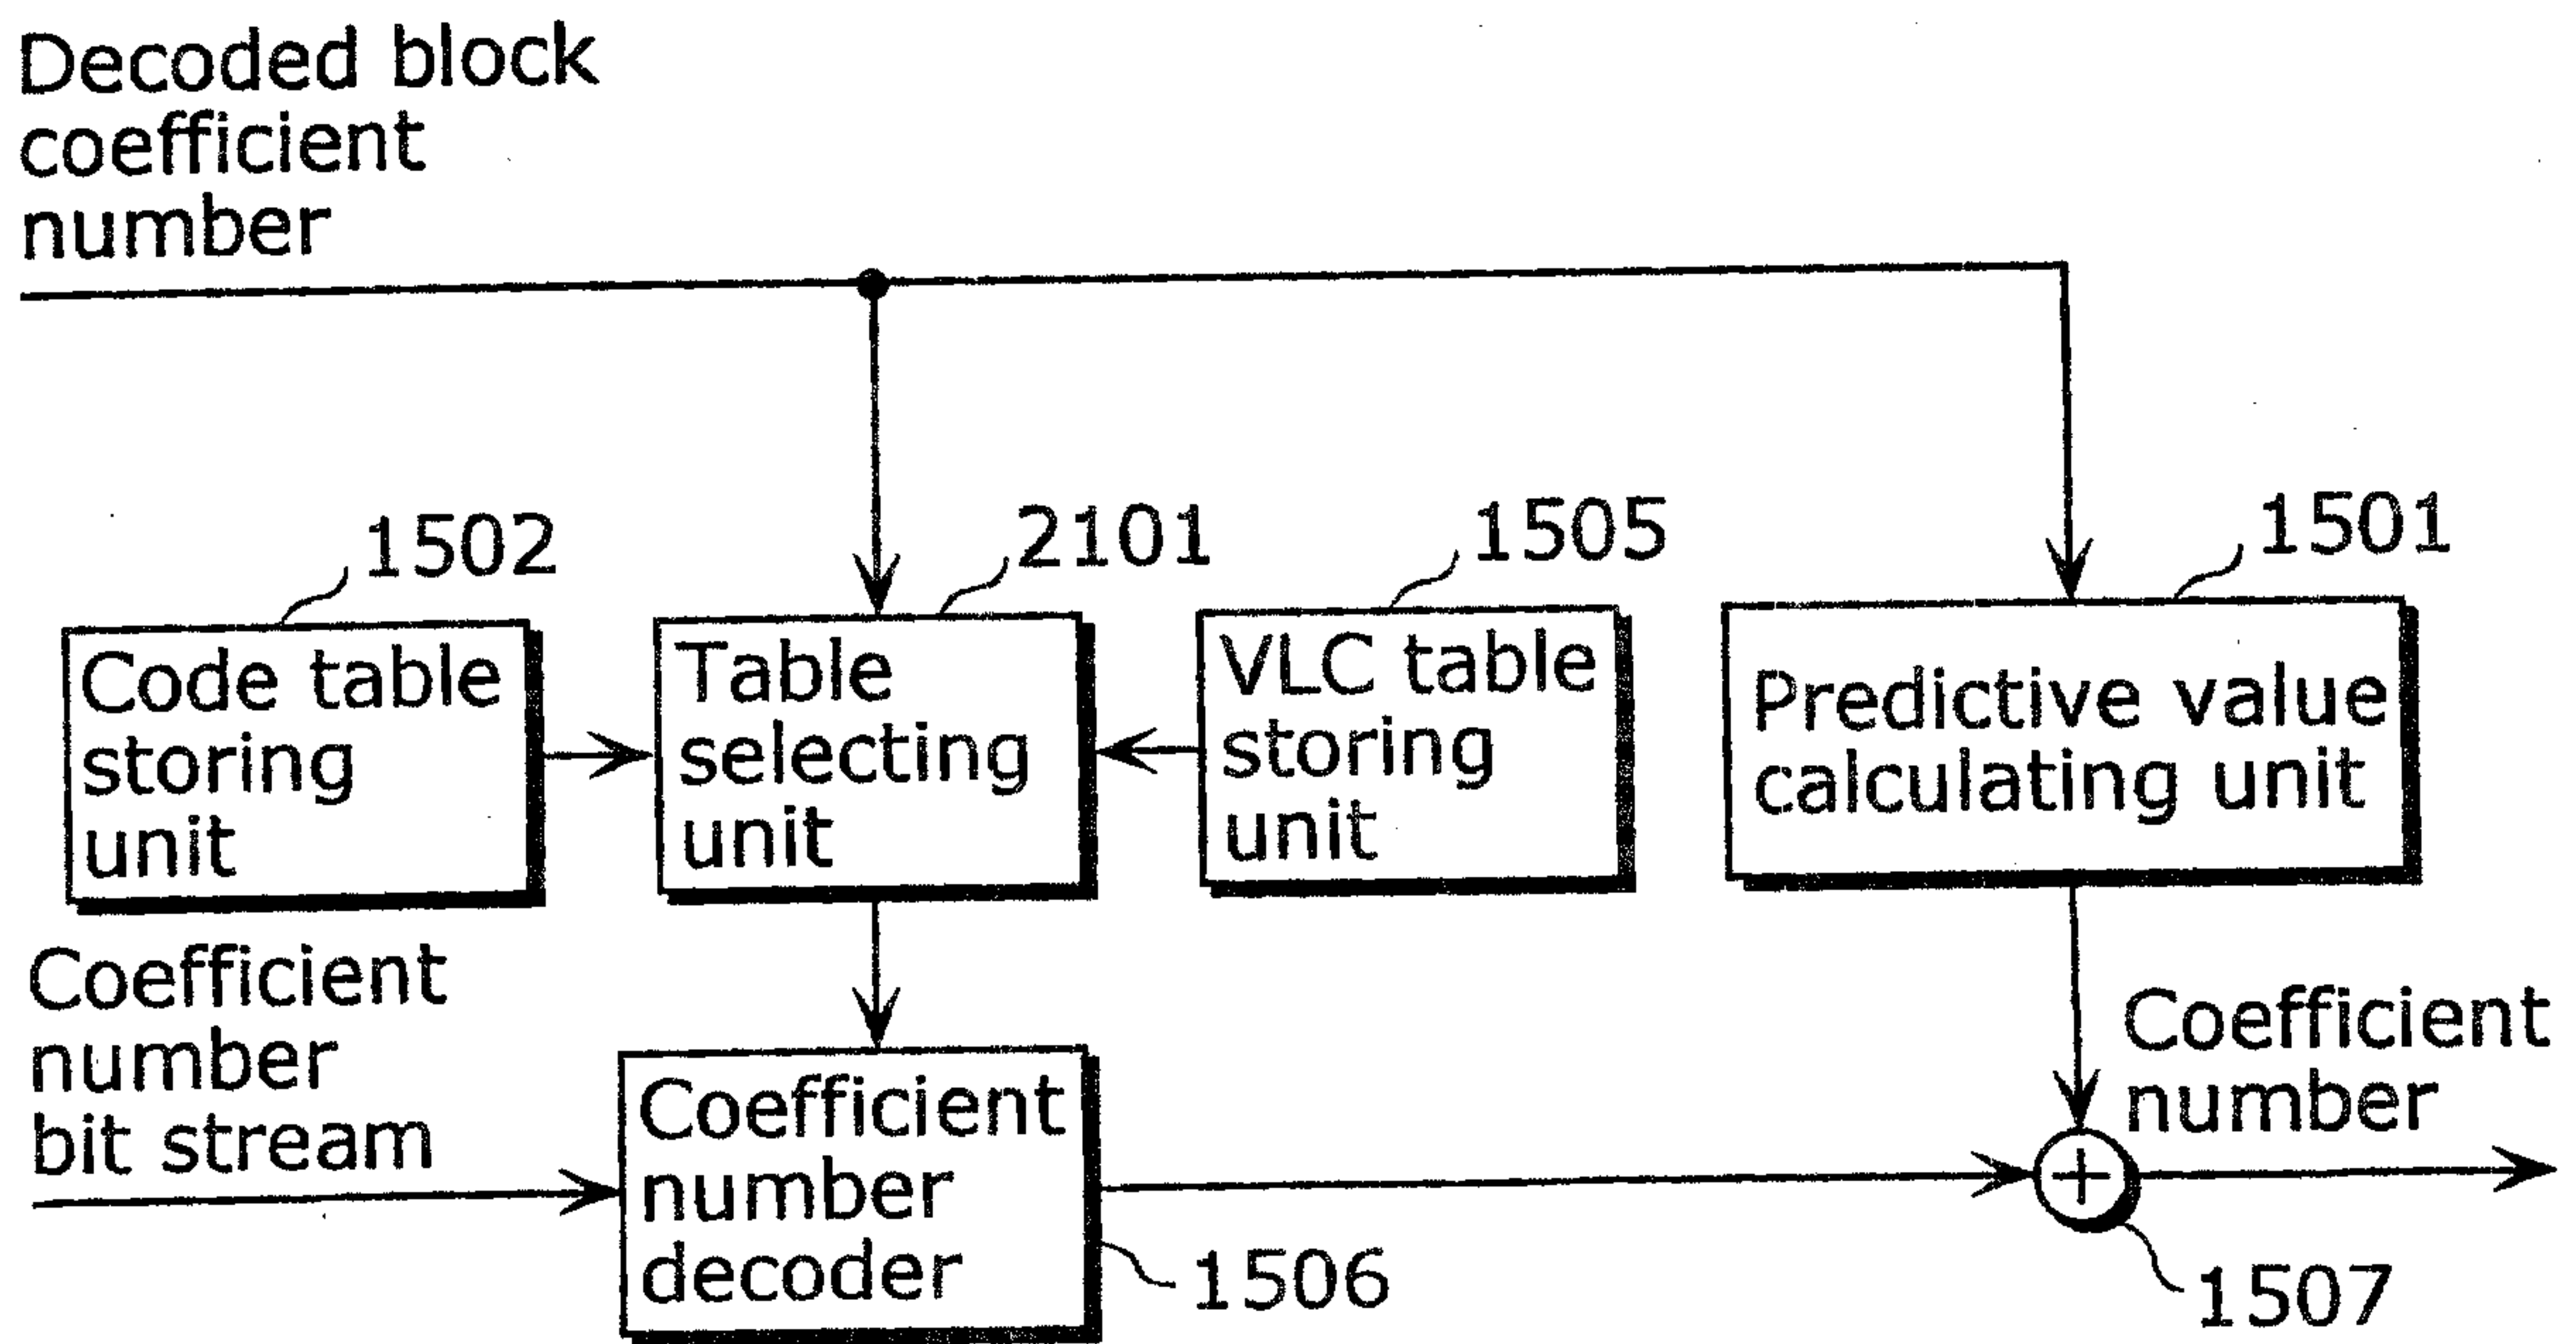 Decoded block
coefficient
number
1502
2101
1505
1501
Code table
storing
unit
Table
selecting
unit
VLC table
storing
unit
Predictive value
calculating unit
Coefficient
number
bit stream
Coefficient
number
decoder
Coefficient
number
+
1506
1507